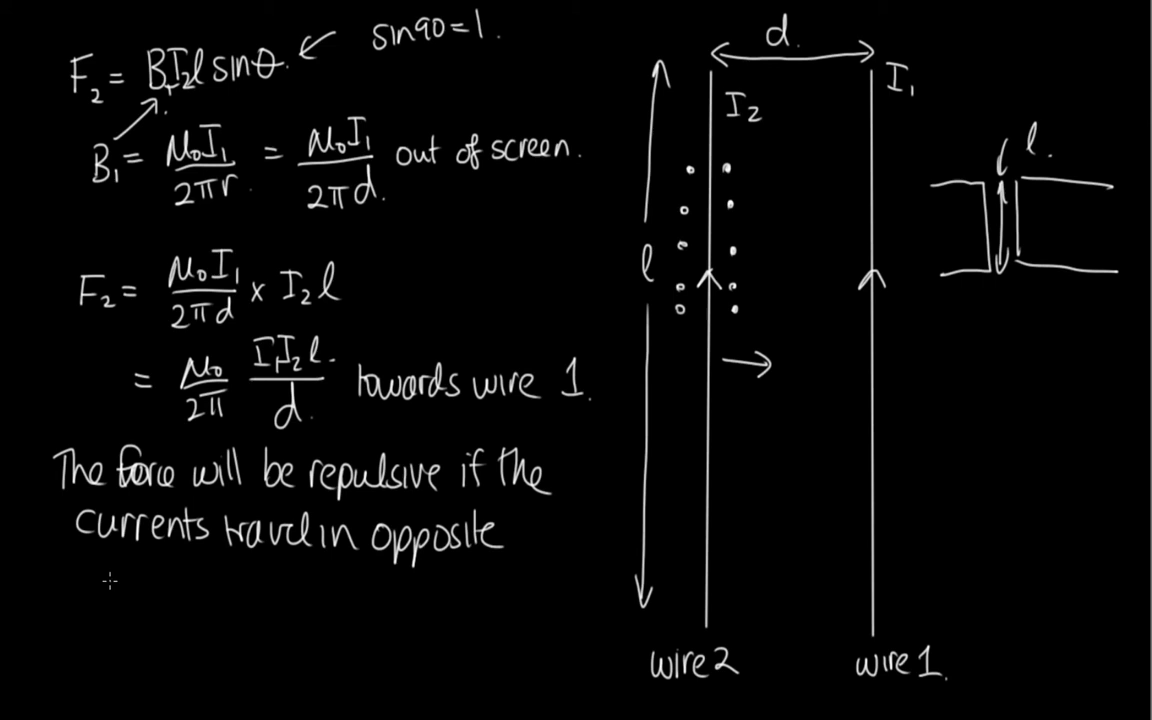 F₂ = B₁I₂l sinθ. sin90=1.
B₁ = μ₀I₁/2πr. = μ₀I₁/2πd. out of screen.
F₂ = μ₀I₁/2πd × I₂l
= μ₀/2π I₁I₂l./d. towards wire 1.
The force will be repulsive if the
currents travel in opposite
d.
I₂
I₁
l
l.
wire 2
wire 1.